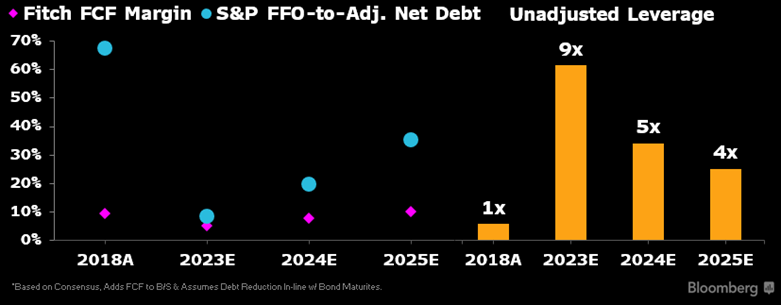 Fitch FCF Margin S&P FFO-to-Adj. Net Debt Unadjusted Leverage
70%
60%
50%
40%
30%
20%
10%
0%
9x
5x
4x
1x
2018A 2023E 2024E 2025E 2018A 2023E 2024E 2025E
*Based on Consensus, Adds FCF to B/S & Assumes Debt Reduction In-line w/ Bond Maturites.
Bloomberg